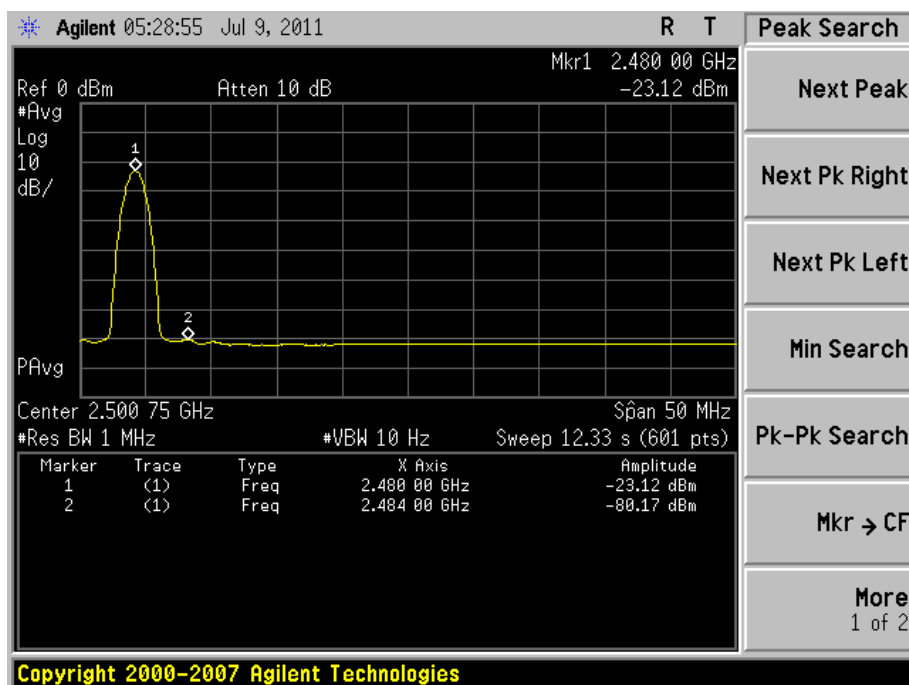 Agilent 05:28:55 Jul 9, 2011 R T
Peak Search
Mkr1 2.480 00 GHz
Ref 0 dBm Atten 10 dB -23.12 dBm
#Avg
Log
10
dB/
1
2
PAvg
Center 2.500 75 GHz Span 50 MHz
#Res BW 1 MHz #VBW 10 Hz Sweep 12.33 s (601 pts)
Marker Trace Type X Axis Amplitude
1 (1) Freq 2.480 00 GHz -23.12 dBm
2 (1) Freq 2.484 00 GHz -80.17 dBm
Next Peak
Next Pk Right
Next Pk Left
Min Search
Pk-Pk Search
Mkr → CF
More
1 of 2
Copyright 2000-2007 Agilent Technologies